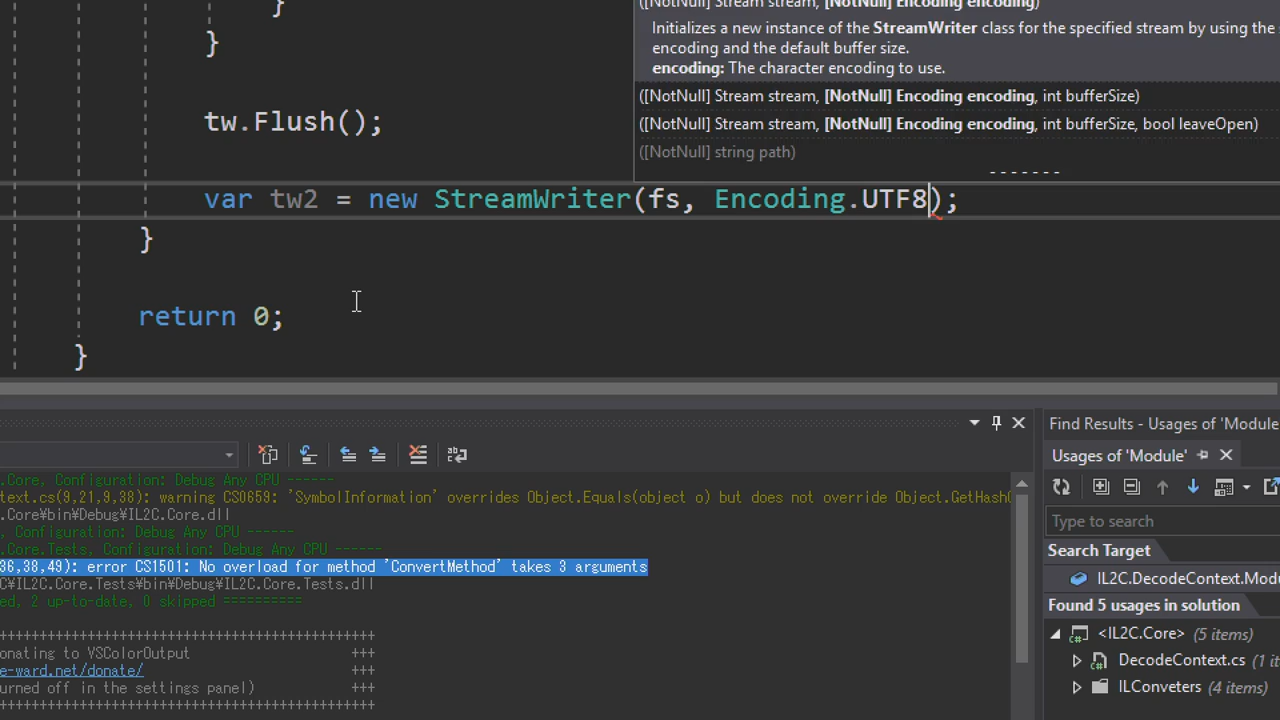 }
([NotNull] Stream stream, [NotNull] Encoding encoding)
Initializes a new instance of the StreamWriter class for the specified stream by using the
encoding and the default buffer size.
encoding: The character encoding to use.
([NotNull] Stream stream, [NotNull] Encoding encoding, int bufferSize)
([NotNull] Stream stream, [NotNull] Encoding encoding, int bufferSize, bool leaveOpen)
([NotNull] string path)
}
tw.Flush();
var tw2 = new StreamWriter(fs, Encoding.UTF8);
}
return 0;
}
.Core, Configuration: Debug Any CPU ------
text.cs(9,21,9,38): warning CS0659: 'SymbolInformation' overrides Object.Equals(object o) but does not override
.Core¥bin¥Debug¥IL2C.Core.dll
, Configuration: Debug Any CPU ------
.Core.Tests, Configuration: Debug Any CPU ------
36,38,49): error CS1501: No overload for method 'ConvertMethod' takes 3 arguments
C¥IL2C.Core.Tests¥bin¥Debug¥IL2C.Core.Tests.dll
ed, 2 up-to-date, 0 skipped ==========
++++++++++++++++++++++++++++++++++++++++++++++
onating to VSColorOutput +++
e-ward.net/donate/ +++
urned off in the settings panel) +++
++++++++++++++++++++++++++++++++++++++++++++++
Find Results - Usages of 'Module
Usages of 'Module'
Type to search
Search Target
IL2C.DecodeContext.Modu
Found 5 usages in solution
<IL2C.Core> (5 items)
DecodeContext.cs (1 it
ILConveters (4 items)